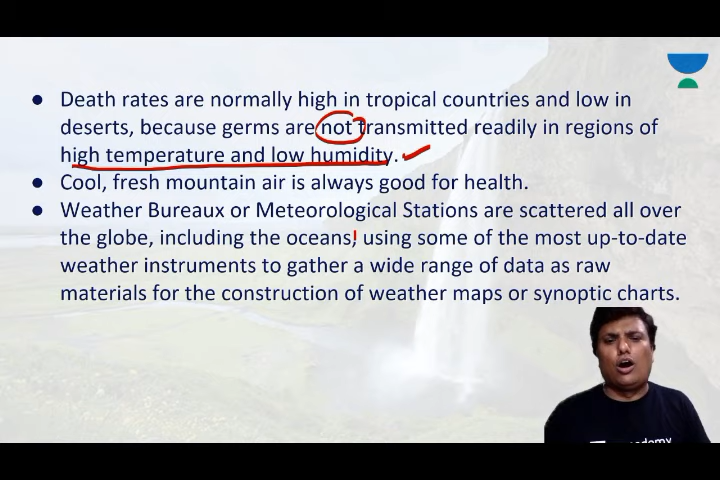 ● Death rates are normally high in tropical countries and low in
deserts, because germs are not transmitted readily in regions of
high temperature and low humidity.
● Cool, fresh mountain air is always good for health.
● Weather Bureaux or Meteorological Stations are scattered all over
the globe, including the oceans, using some of the most up-to-date
weather instruments to gather a wide range of data as raw
materials for the construction of weather maps or synoptic charts.